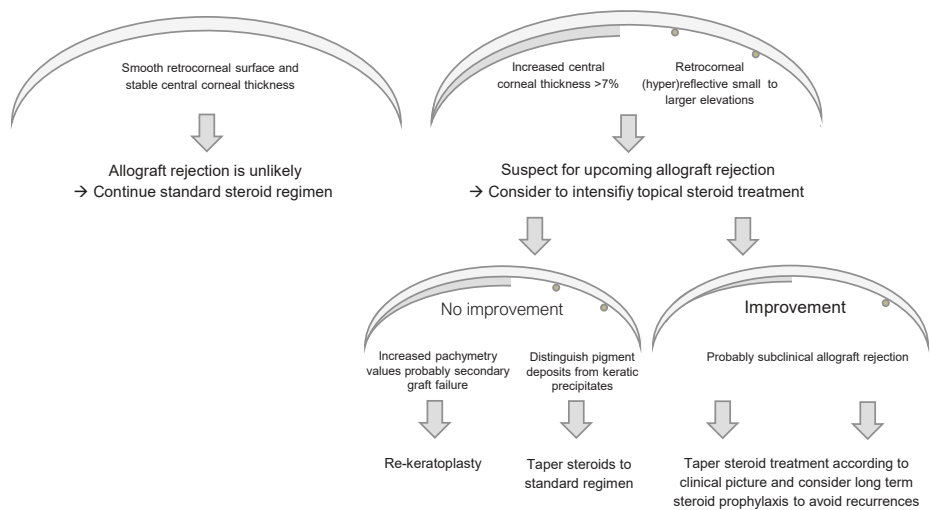 Smooth retrocorneal surface and
stable central corneal thickness
Allograft rejection is unlikely
→ Continue standard steroid regimen
Increased central
corneal thickness >7%
Retrocorneal
(hyper)reflective small to
larger elevations
Suspect for upcoming allograft rejection
→ Consider to intensifiy topical steroid treatment
No improvement
Increased pachymetry
values probably secondary
graft failure
Distinguish pigment
deposits from keratic
precipitates
Re-keratoplasty
Taper steroids to
standard regimen
Improvement
Probably subclinical allograft rejection
Taper steroid treatment according to
clinical picture and consider long term
steroid prophylaxis to avoid recurrences